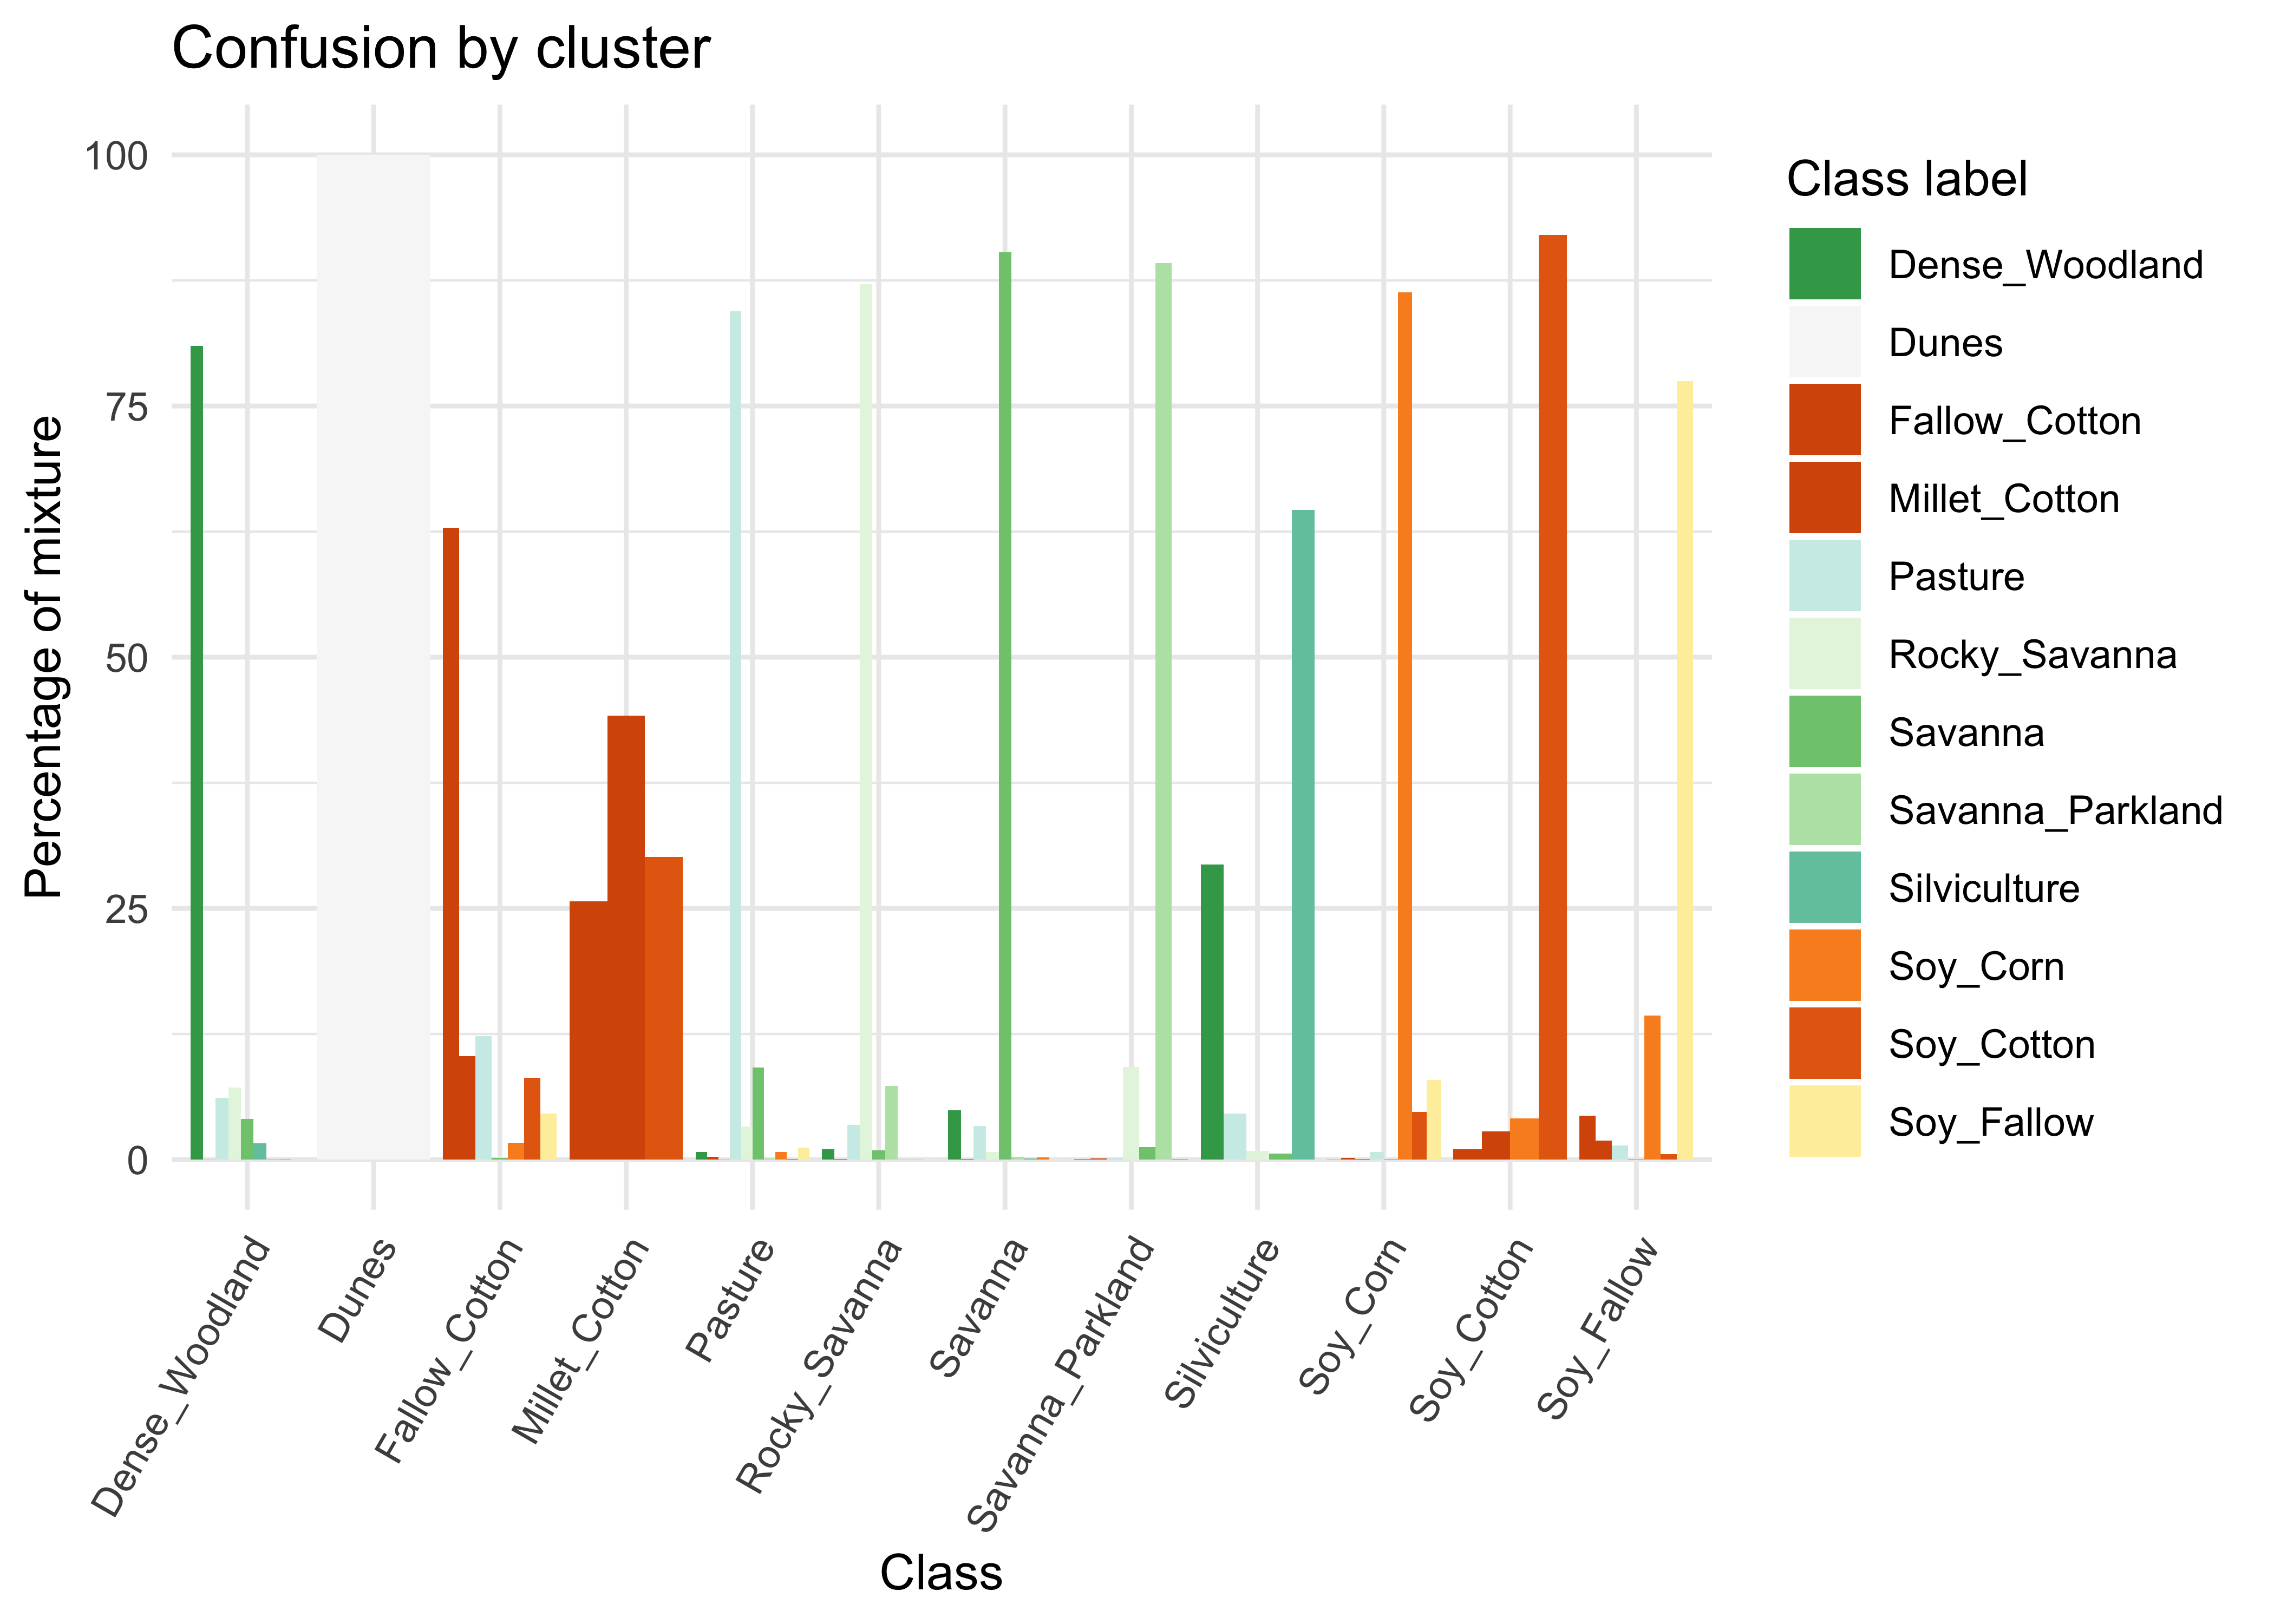 Confusion by cluster
Percentage of mixture
100
75
50
25
0
Dense_Woodland
Dunes
Fallow_Cotton
Millet_Cotton
Pasture
Rocky_Savanna
Savanna
Savanna_Parkland
Silviculture
Soy_Corn
Soy_Cotton
Soy_Fallow
Class
Class label
Dense_Woodland
Dunes
Fallow_Cotton
Millet_Cotton
Pasture
Rocky_Savanna
Savanna
Savanna_Parkland
Silviculture
Soy_Corn
Soy_Cotton
Soy_Fallow